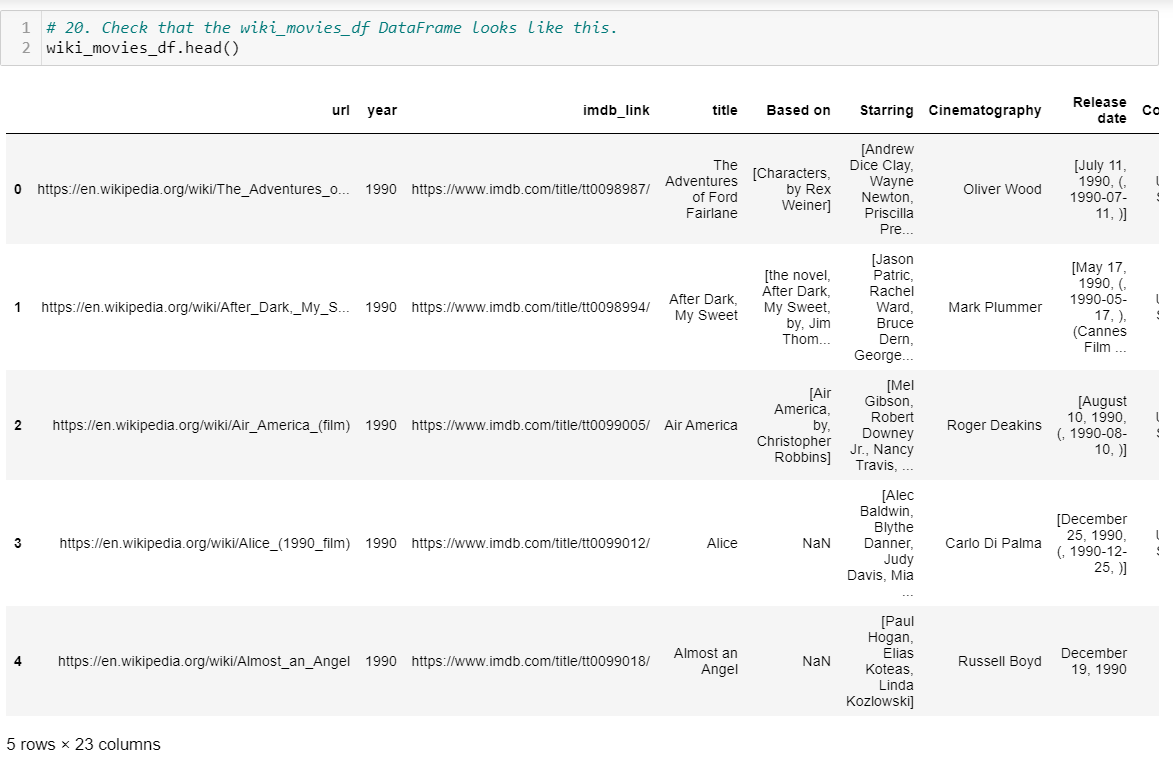 1 # 20. Check that the wiki_movies_df DataFrame looks like this.
2 wiki_movies_df.head()
url year imdb_link title Based on Starring Cinematography Release date Co
0 https://en.wikipedia.org/wiki/The_Adventures_o... 1990 https://www.imdb.com/title/tt0098987/ The Adventures of Ford Fairlane [Characters, by Rex Weiner] [Andrew Dice Clay, Wayne Newton, Priscilla Pre... Oliver Wood [July 11, 1990, (, 1990-07-11, )]
1 https://en.wikipedia.org/wiki/After_Dark,_My_S... 1990 https://www.imdb.com/title/tt0098994/ After Dark, My Sweet [the novel, After Dark, My Sweet, by, Jim Thom... [Jason Patric, Rachel Ward, Bruce Dern, George... Mark Plummer [May 17, 1990, (, 1990-05-17, ), (Cannes Film ...
2 https://en.wikipedia.org/wiki/Air_America_(film) 1990 https://www.imdb.com/title/tt0099005/ Air America [Air America, by, Christopher Robbins] [Mel Gibson, Robert Downey Jr., Nancy Travis, ... Roger Deakins [August 10, 1990, (, 1990-08-10, )]
3 https://en.wikipedia.org/wiki/Alice_(1990_film) 1990 https://www.imdb.com/title/tt0099012/ Alice NaN [Alec Baldwin, Blythe Danner, Judy Davis, Mia ... Carlo Di Palma [December 25, 1990, (, 1990-12-25, )]
4 https://en.wikipedia.org/wiki/Almost_an_Angel 1990 https://www.imdb.com/title/tt0099018/ Almost an Angel NaN [Paul Hogan, Elias Koteas, Linda Kozlowski] Russell Boyd December 19, 1990
5 rows × 23 columns